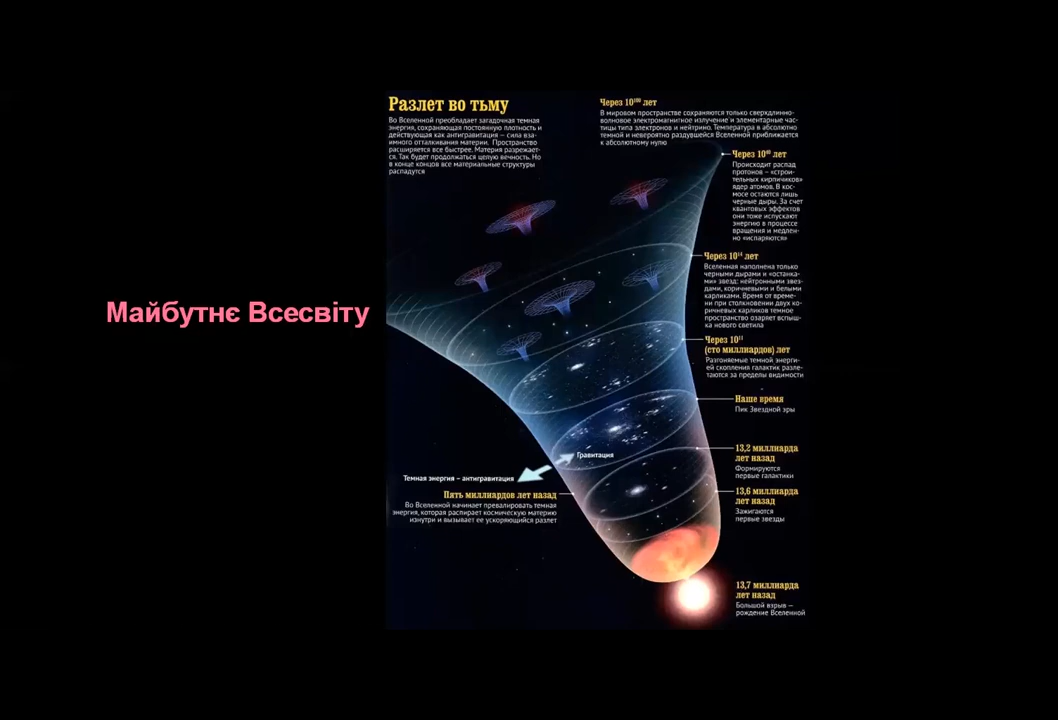 Майбутнє Всесвіту
Разлет во тьму
Во Вселенной преобладает загадочная темная
энергия, сохраняющая постоянную плотность и
действующая как антигравитация – сила вза-
имного отталкивания материи. Пространство
расширяется все быстрее. Материя разрежает-
ся. Так будет продолжаться целую вечность. Но
в конце концов все материальные структуры
распадутся
Через 10¹⁰⁰ лет
В мировом пространстве сохраняются только сверхдлинно-
волновое электромагнитное излучение и элементарные час-
тицы типа электронов и нейтрино. Температура в абсолютно
темной и невероятно раздувшейся Вселенной приближается
к абсолютному нулю
Через 10⁴⁰ лет
Происходит распад
протонов – «строи-
тельных кирпичиков»
ядер атомов. В кос-
мосе остаются лишь
черные дыры. За счет
квантовых эффектов
они тоже испускают
энергию в процессе
вращения и медлен-
но «испаряются»
Через 10¹⁴ лет
Вселенная наполнена только
черными дырами и «останка-
ми» звезд: нейтронными звез-
дами, коричневыми и белыми
карликами. Время от време-
ни при столкновении двух ко-
ричневых карликов темное
пространство озаряет вспыш-
ка нового светила
Через 10¹¹
(сто миллиардов) лет
Разгоняемые темной энерги-
ей скопления галактик разле-
таются за пределы видимости
Наше время
Пик Звездной эры
13,2 миллиарда
лет назад
Формируются
первые галактики
13,6 миллиарда
лет назад
Зажигаются
первые звезды
13,7 миллиарда
лет назад
Большой взрыв –
рождение Вселенной
Гравитация
Темная энергия – антигравитация
Пять миллиардов лет назад
Во Вселенной начинает превалировать темная
энергия, которая распирает космическую материю
изнутри и вызывает ее ускоряющийся разлет